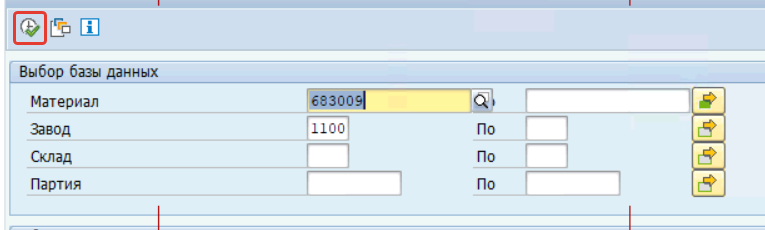 Выбор базы данных
Материал 683009
Завод 1100 По
Склад По
Партия По